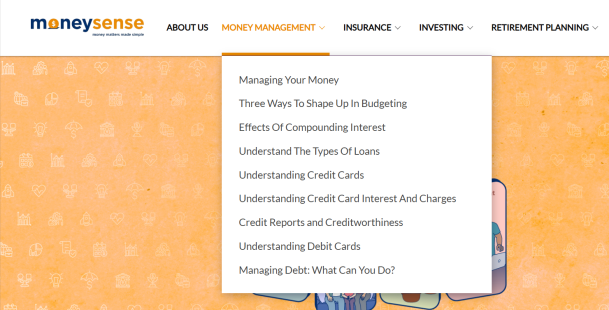 moneysense
money matters made simple
ABOUT US MONEY MANAGEMENT INSURANCE INVESTING RETIREMENT PLANNING
Managing Your Money
Three Ways To Shape Up In Budgeting
Effects Of Compounding Interest
Understand The Types Of Loans
Understanding Credit Cards
Understanding Credit Card Interest And Charges
Credit Reports and Creditworthiness
Understanding Debit Cards
Managing Debt: What Can You Do?